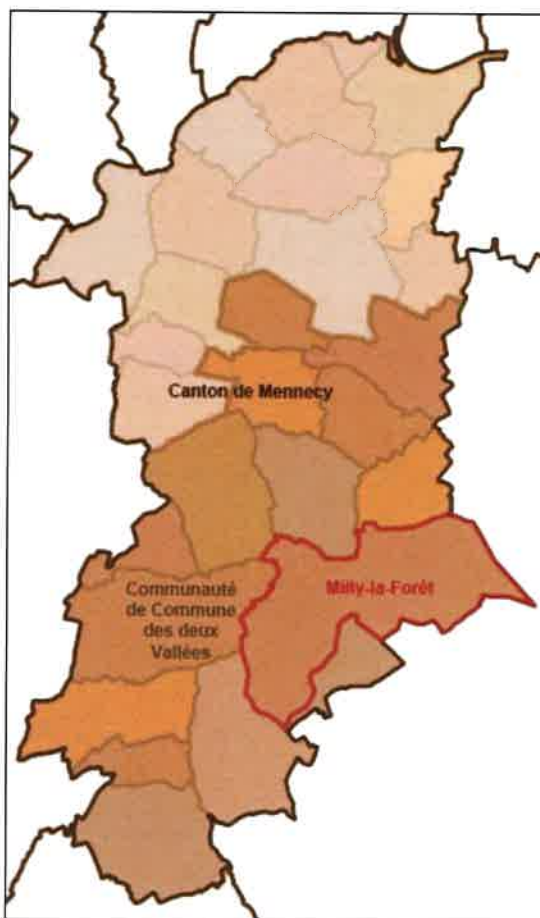 Canton de Mennecy
Milly-la-Forêt
Communauté
de Commune
des deux
Vallées